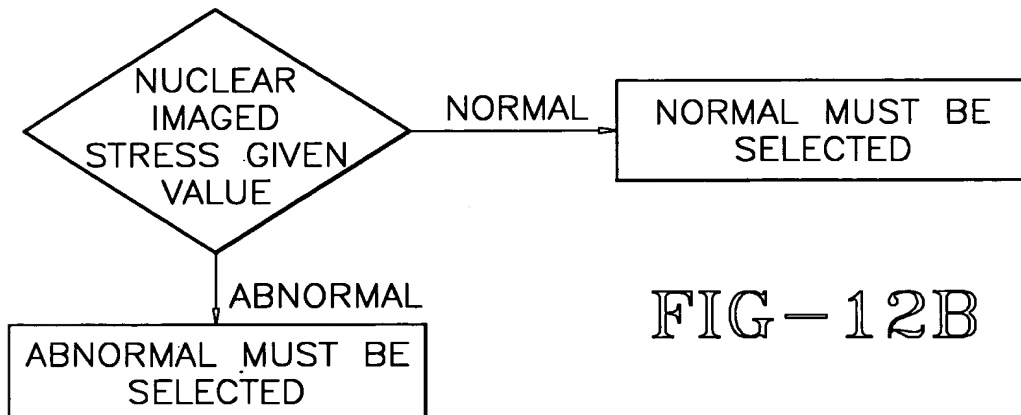 NUCLEAR
IMAGED
STRESS GIVEN
VALUE
NORMAL
NORMAL MUST BE
SELECTED
ABNORMAL
ABNORMAL MUST BE
SELECTED
FIG-12B